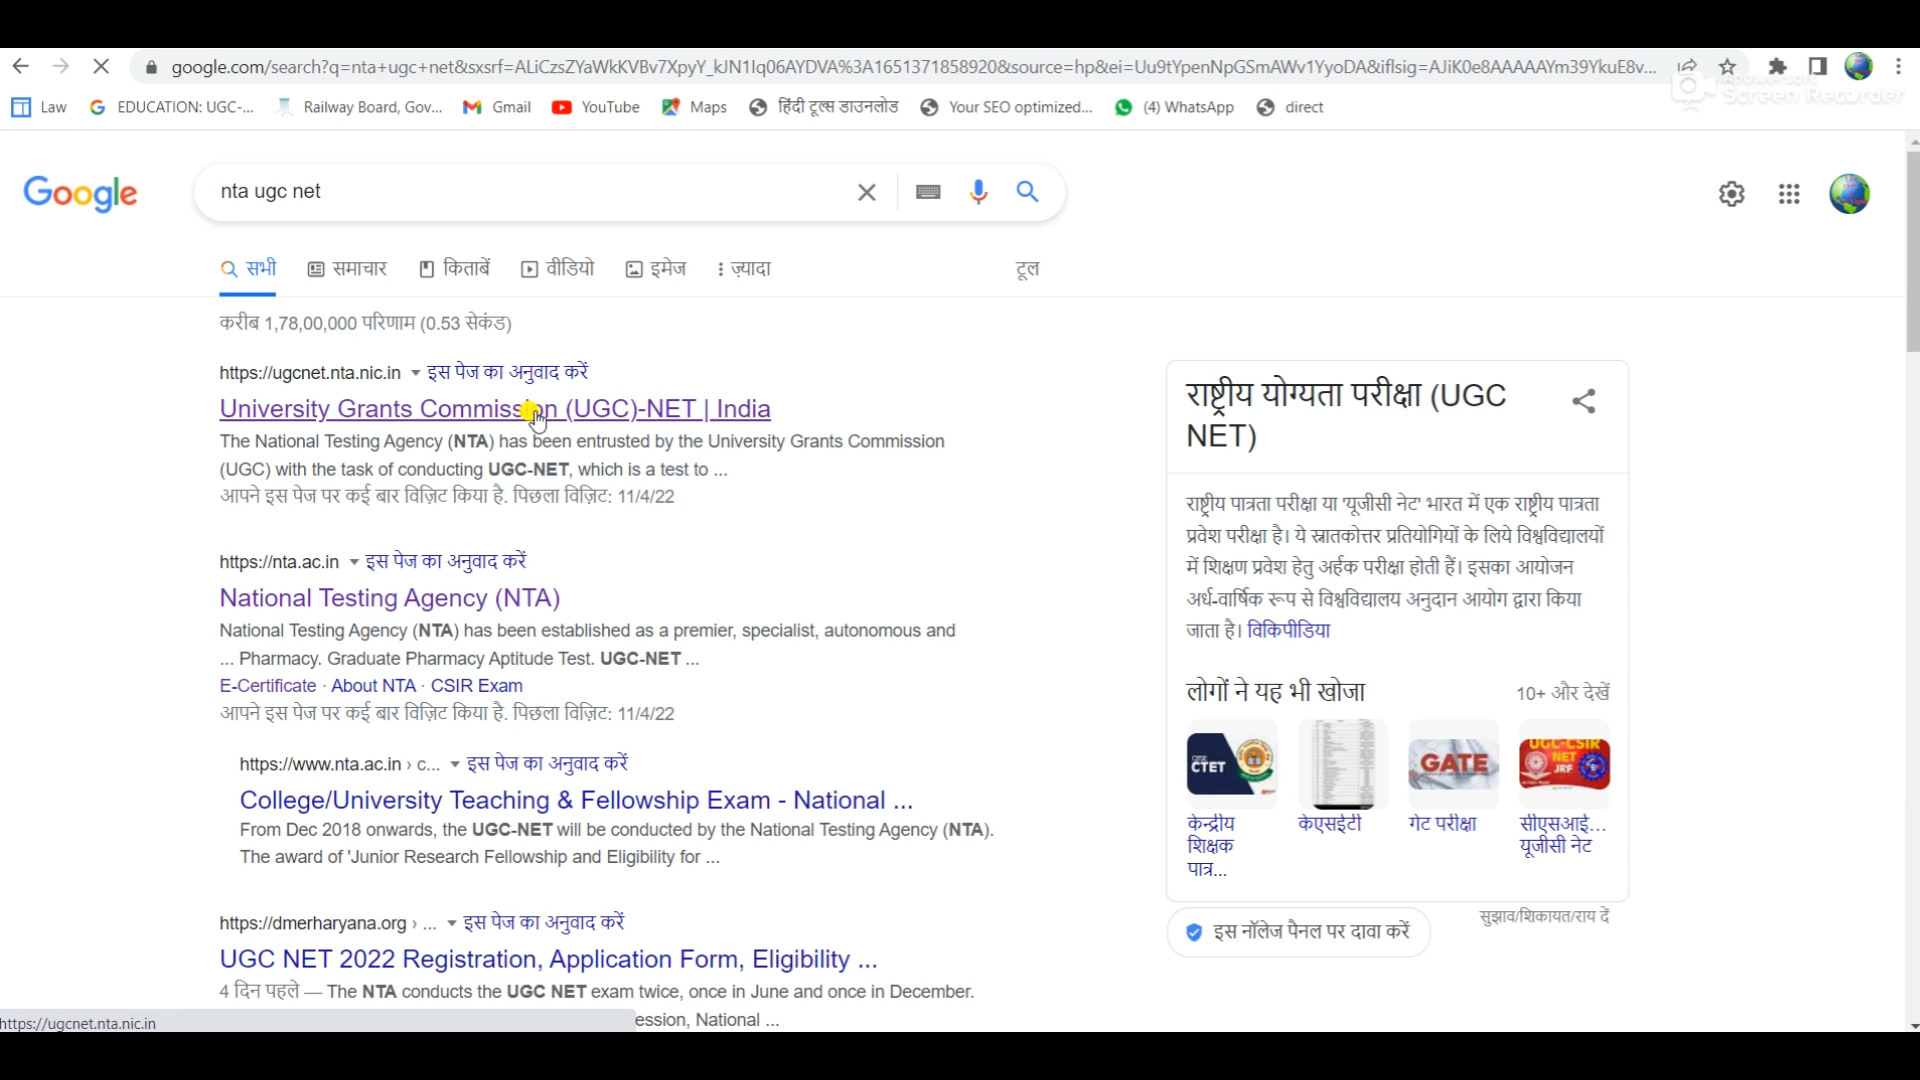 google.com/search?q=nta+ugc+net&sxsrf=ALiCzsZYaWkKVBv7XpyY_kJN1Iq06AYDVA%3A1651371858920&source=hp&ei=Uu9tYpenNpGSmAWv1YyoDA&iflsig=AJiK0e8AAAAAYm39YkuE8v...
Apowersoft
Screen Recorder
Law EDUCATION: UGC-... Railway Board, Gov... Gmail YouTube Maps हिंदी टूल्स डाउनलोड Your SEO optimized... (4) WhatsApp direct
Google nta ugc net
सभी समाचार किताबें वीडियो इमेज ज़्यादा टूल
करीब 1,78,00,000 परिणाम (0.53 सेकंड)
https://ugcnet.nta.nic.in इस पेज का अनुवाद करें
University Grants Commission (UGC)-NET | India
The National Testing Agency (NTA) has been entrusted by the University Grants Commission
(UGC) with the task of conducting UGC-NET, which is a test to ...
आपने इस पेज पर कई बार विज़िट किया है. पिछला विज़िट: 11/4/22
https://nta.ac.in इस पेज का अनुवाद करें
National Testing Agency (NTA)
National Testing Agency (NTA) has been established as a premier, specialist, autonomous and
... Pharmacy. Graduate Pharmacy Aptitude Test. UGC-NET ...
E-Certificate · About NTA · CSIR Exam
आपने इस पेज पर कई बार विज़िट किया है. पिछला विज़िट: 11/4/22
https://www.nta.ac.in › c... इस पेज का अनुवाद करें
College/University Teaching & Fellowship Exam - National ...
From Dec 2018 onwards, the UGC-NET will be conducted by the National Testing Agency (NTA).
The award of 'Junior Research Fellowship and Eligibility for ...
https://dmerharyana.org › ... इस पेज का अनुवाद करें
UGC NET 2022 Registration, Application Form, Eligibility ...
4 दिन पहले — The NTA conducts the UGC NET exam twice, once in June and once in December.
ession, National ...
https://ugcnet.nta.nic.in
राष्ट्रीय योग्यता परीक्षा (UGC
NET)
राष्ट्रीय पात्रता परीक्षा या 'यूजीसी नेट' भारत में एक राष्ट्रीय पात्रता
प्रवेश परीक्षा है। ये स्नातकोत्तर प्रतियोगियों के लिये विश्वविद्यालयों
में शिक्षण प्रवेश हेतु अर्हक परीक्षा होती हैं। इसका आयोजन
अर्ध-वार्षिक रूप से विश्वविद्यालय अनुदान आयोग द्वारा किया
जाता है। विकिपीडिया
लोगों ने यह भी खोजा 10+ और देखें
CTET GATE UGC-CSIR
NET
JRF
केन्द्रीय केएसईटी गेट परीक्षा सीएसआई...
शिक्षक यूजीसी नेट
पात्र...
सुझाव/शिकायत/राय दें
इस नॉलेज पैनल पर दावा करें